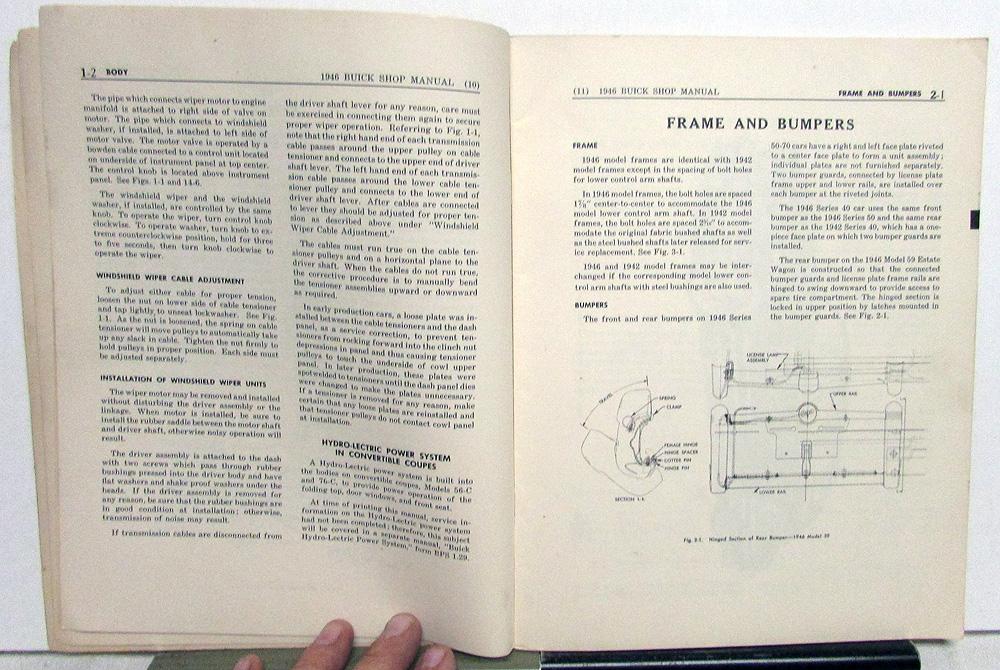 1-2 BODY 1946 BUICK SHOP MANUAL (10)
The pipe which connects wiper motor to engine
manifold is attached to right side of valve on
motor. The pipe which connects to windshield
washer, if installed, is attached to left side of
motor valve. The motor valve is operated by a
bowden cable connected to a control unit located
on underside of instrument panel at top center.
The control knob is located above instrument
panel. See Figs. 1-1 and 14-6.
The windshield wiper and the windshield
washer, if installed, are controlled by the same
knob. To operate the wiper, turn control knob
clockwise. To operate washer, turn knob to ex-
treme counterclockwise position, hold for three
to five seconds, then turn knob clockwise to
operate the wiper.
WINDSHIELD WIPER CABLE ADJUSTMENT
To adjust either cable for proper tension,
loosen the nut on lower side of cable tensioner
and tap lightly to unseat lockwasher. See Fig.
1-1. As the nut is loosened, the spring on cable
tensioner will move pulleys to automatically take
up any slack in cable. Tighten the nut firmly to
hold pulleys in proper position. Each side must
be adjusted separately.
INSTALLATION OF WINDSHIELD WIPER UNITS
The wiper motor may be removed and installed
without disturbing the driver assembly or the
linkage. When motor is installed, be sure to
install the rubber saddle between the motor shaft
and driver shaft, otherwise noisy operation will
result.
The driver assembly is attached to the dash
with two screws which pass through rubber
bushings pressed into the driver body and have
flat washers and shake proof washers under the
heads. If the driver assembly is removed for
any reason, be sure that the rubber bushings are
in good condition at installation; otherwise,
transmission of noise may result.
If transmission cables are disconnected from
the driver shaft lever for any reason, care must
be exercised in connecting them again to secure
proper wiper operation. Referring to Fig. 1-1,
note that the right hand end of each transmission
cable passes around the upper pulley on cable
tensioner and connects to the upper end of driver
shaft lever. The left hand end of each transmis-
sion cable passes around the lower cable ten-
sioner pulley and connects to the lower end of
driver shaft lever. After cables are connected
to lever they should be adjusted for proper ten-
sion as described above under "Windshield
Wiper Cable Adjustment."
The cables must run true on the cable ten-
sioner pulleys and on a horizontal plane to the
driver shaft. When the cables do not run true,
the corrective procedure is to manually bend
the tensioner assemblies upward or downward
as required.
In early production cars, a loose plate was in-
stalled between the cable tensioners and the dash
panel, as a service correction, to prevent ten-
sioners from rocking forward into the clinch nut
depressions in panel and thus causing tensioner
pulleys to touch the underside of cowl upper
panel. In later production, these plates were
spotwelded to tensioners until the dash panel dies
were changed to make the plates unnecessary.
If a tensioner is removed for any reason, make
certain that any loose plates are reinstalled and
that tensioner pulleys do not contact cowl panel
at installation.
HYDRO-LECTRIC POWER SYSTEM
IN CONVERTIBLE COUPES
A Hydro-Lectric power system is built into
the bodies on convertible coupes, Models 56-C
and 76-C, to provide power operation of the
folding top, door windows, and front seat.
At time of printing this manual, service in-
formation on the Hydro-Lectric power system
had not been completed; therefore, this subject
will be covered in a separate manual, "Buick
Hydro-Lectric Power System," form BPS 1.29.
(11) 1946 BUICK SHOP MANUAL FRAME AND BUMPERS 2-1
FRAME AND BUMPERS
FRAME
1946 model frames are identical with 1942
model frames except in the spacing of bolt holes
for lower control arm shafts.
In 1946 model frames, the bolt holes are spaced
center-to-center to accommodate the 1946
model lower control arm shaft. In 1942 model
frames, the bolt holes are spaced to accom-
modate the original fabric bushed shafts as well
as the steel bushed shafts later released for serv-
ice replacement. See Fig. 3-1.
1946 and 1942 model frames may be inter-
changed if the corresponding model lower con-
trol arm shafts with steel bushings are also used.
BUMPERS
The front and rear bumpers on 1946 Series
50-70 cars have a right and left face plate riveted
to a center face plate to form a unit assembly;
individual plates are not furnished separately.
Two bumper guards, connected by license plate
frame upper and lower rails, are installed over
each bumper at the riveted joints.
The 1946 Series 40 car uses the same front
bumper as the 1946 Series 50 and the same rear
bumper as the 1942 Series 40, which has a one-
piece face plate on which two bumper guards are
installed.
The rear bumper on the 1946 Model 59 Estate
Wagon is constructed so that the connected
bumper guards and license plate frame rails are
hinged to swing downward to provide access to
spare tire compartment. The hinged section is
locked in upper position by latches mounted in
the bumper guards. See Fig. 2-1.
LICENSE LAMP
ASSEMBLY
TRAVEL
SPRING
CLAMP
UPPER RAIL
FEMALE HINGE
HINGE SPACER
COTTER PIN
HINGE PIN
SECTION
LOWER RAIL
Fig. 2-1. Hinged Section of Rear Bumper—1946 Model 59